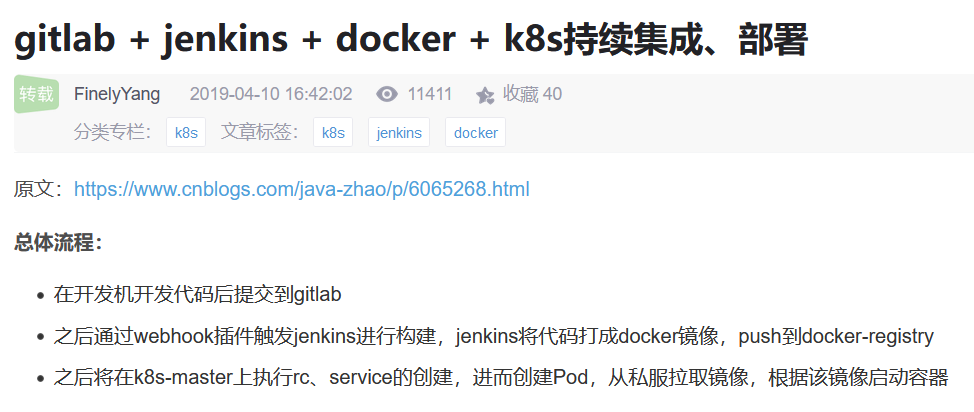 gitlab + jenkins + docker + k8s持续集成、部署
转载 FinelyYang 2019-04-10 16:42:02 11411 收藏 40
分类专栏： k8s 文章标签： k8s jenkins docker
原文：https://www.cnblogs.com/java-zhao/p/6065268.html
总体流程：
在开发机开发代码后提交到gitlab
之后通过webhook插件触发jenkins进行构建，jenkins将代码打成docker镜像，push到docker-registry
之后将在k8s-master上执行rc、service的创建，进而创建Pod，从私服拉取镜像，根据该镜像启动容器